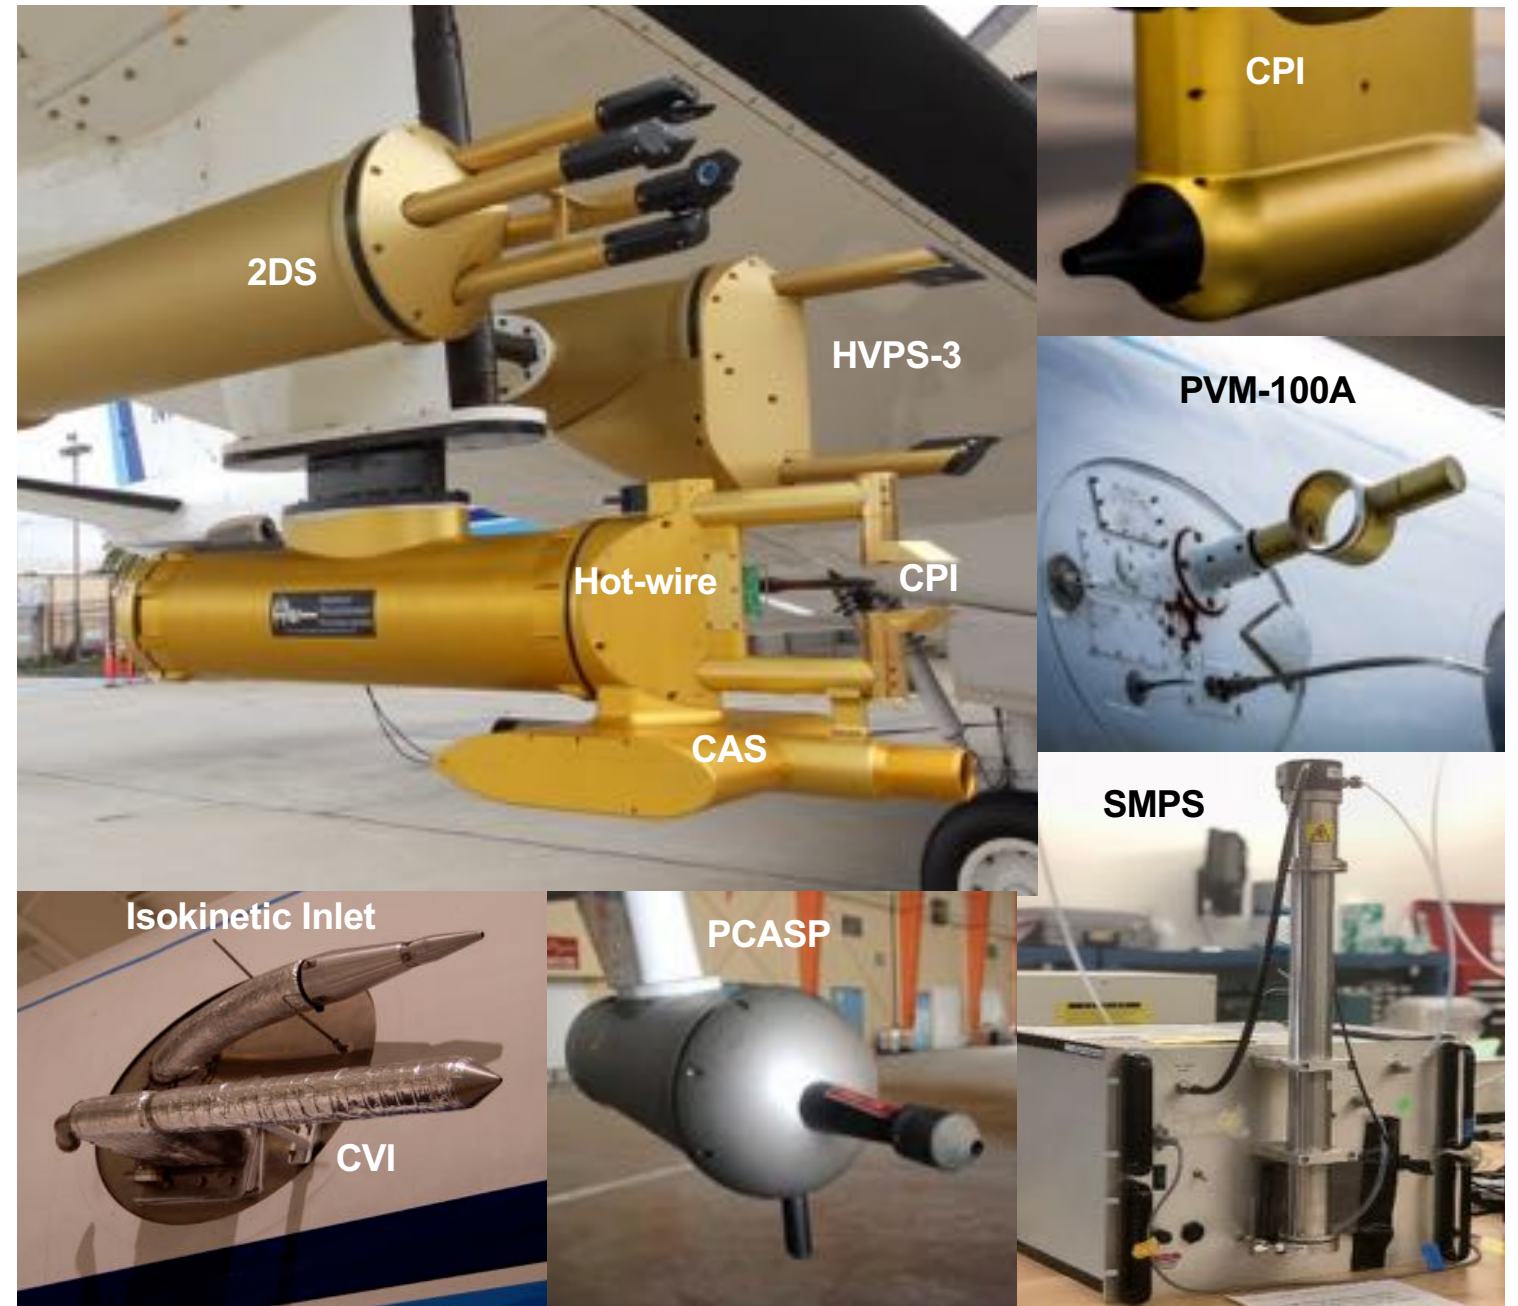 2DS
HVPS-3
Hot-wire
CPI
CAS
CPI
PVM-100A
SMPS
Isokinetic Inlet
CVI
PCASP